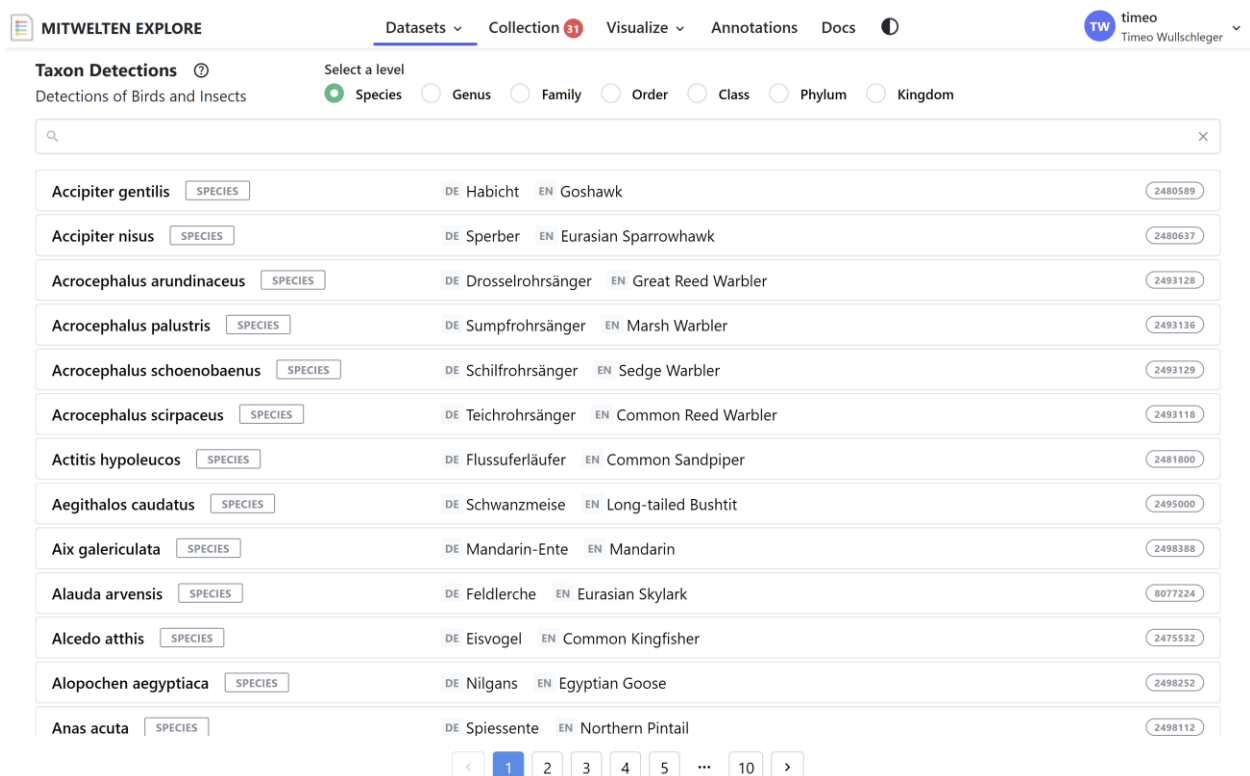 MITWELTEN EXPLORE Datasets Collection 31 Visualize Annotations Docs TW timeo
Timeo Wullschleger
Taxon Detections ? Select a level
Detections of Birds and Insects Species Genus Family Order Class Phylum Kingdom
Accipiter gentilis SPECIES DE Habicht EN Goshawk 2480589
Accipiter nisus SPECIES DE Sperber EN Eurasian Sparrowhawk 2480637
Acrocephalus arundinaceus SPECIES DE Drosselrohrsänger EN Great Reed Warbler 2493128
Acrocephalus palustris SPECIES DE Sumpfrohrsänger EN Marsh Warbler 2493136
Acrocephalus schoenobaenus SPECIES DE Schilfrohrsänger EN Sedge Warbler 2493129
Acrocephalus scirpaceus SPECIES DE Teichrohrsänger EN Common Reed Warbler 2493118
Actitis hypoleucos SPECIES DE Flussuferläufer EN Common Sandpiper 2481800
Aegithalos caudatus SPECIES DE Schwanzmeise EN Long-tailed Bushtit 2495000
Aix galericulata SPECIES DE Mandarin-Ente EN Mandarin 2498388
Alauda arvensis SPECIES DE Feldlerche EN Eurasian Skylark 8077224
Alcedo atthis SPECIES DE Eisvogel EN Common Kingfisher 2475532
Alopochen aegyptiaca SPECIES DE Nilgans EN Egyptian Goose 2498252
Anas acuta SPECIES DE Spiessente EN Northern Pintail 2498112
< 1 2 3 4 5 ••• 10 >